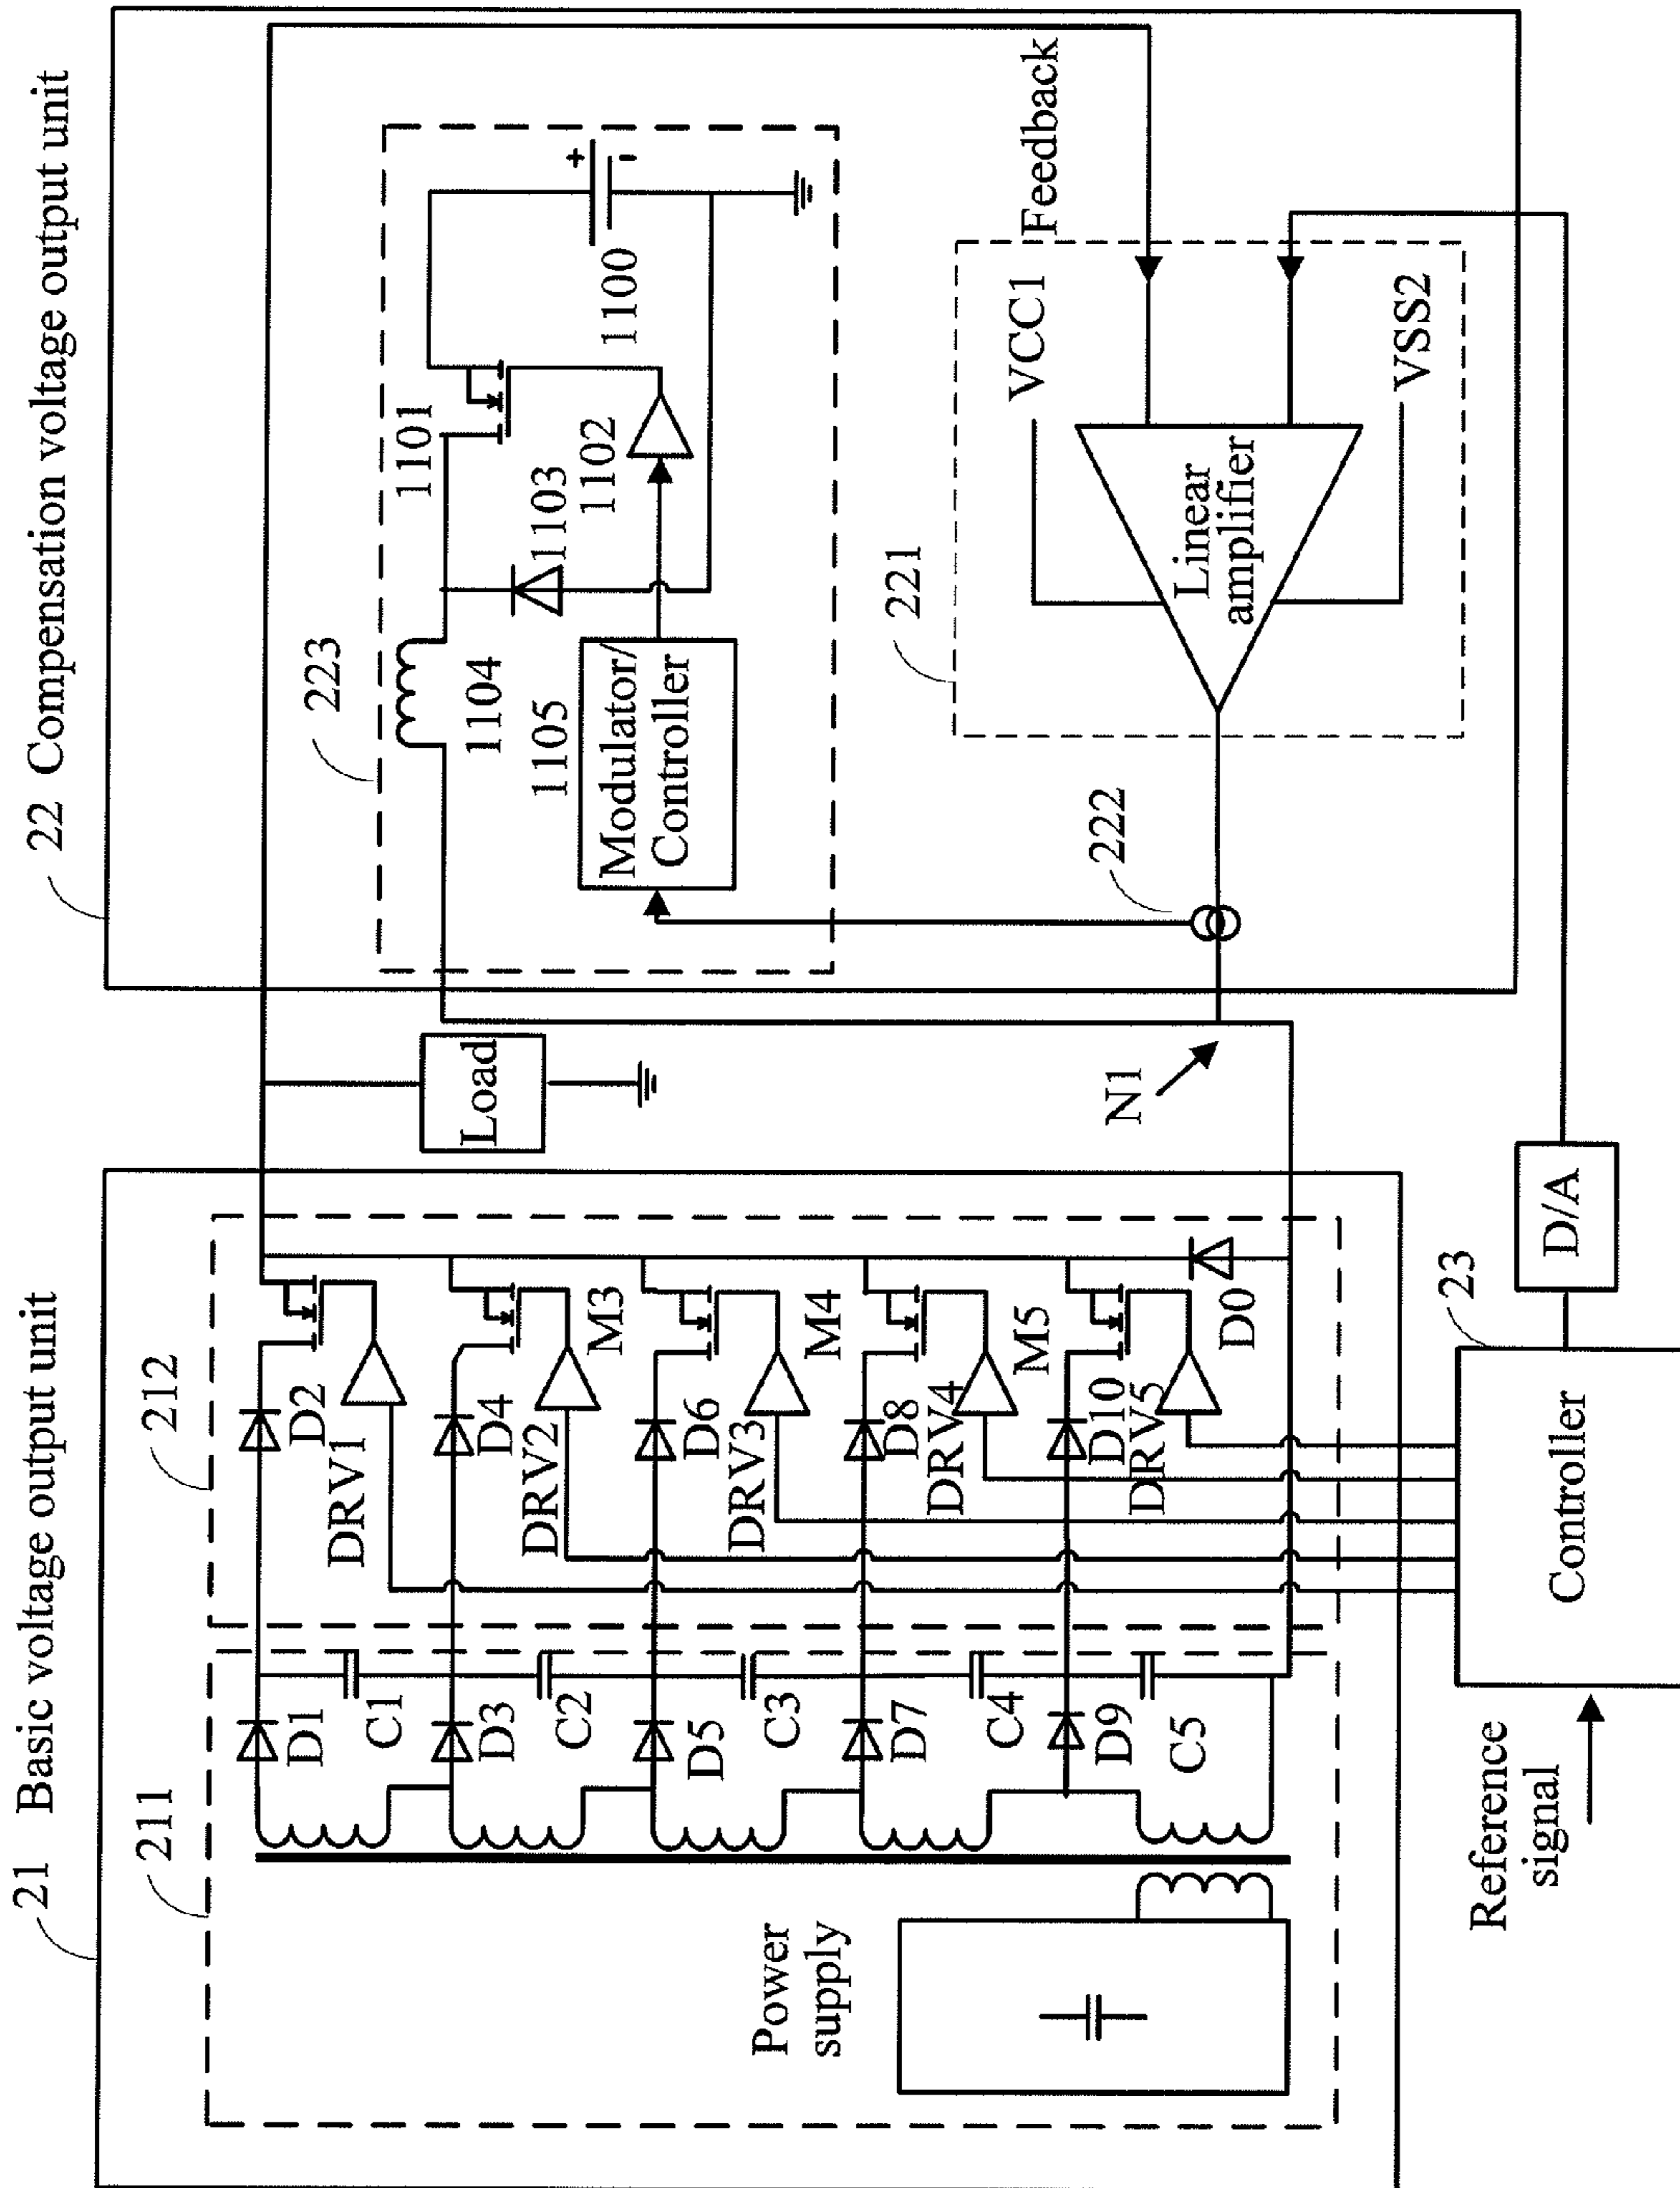 21 Basic voltage output unit
22 Compensation voltage output unit
211
212
D1
D2
DRV1
C1
D3
D4
DRV2
M3
C2
D5
D6
DRV3
M4
C3
D7
D8
DRV4
M5
C4
D9
D10
DRV5
D0
C5
Power
supply
Load
N1
223
1104
1103
1101
1102
1100
+
-
1105
Modulator/
Controller
222
221
Feedback
VCC1
Linear
amplifier
VSS2
Reference
signal
Controller
23
D/A